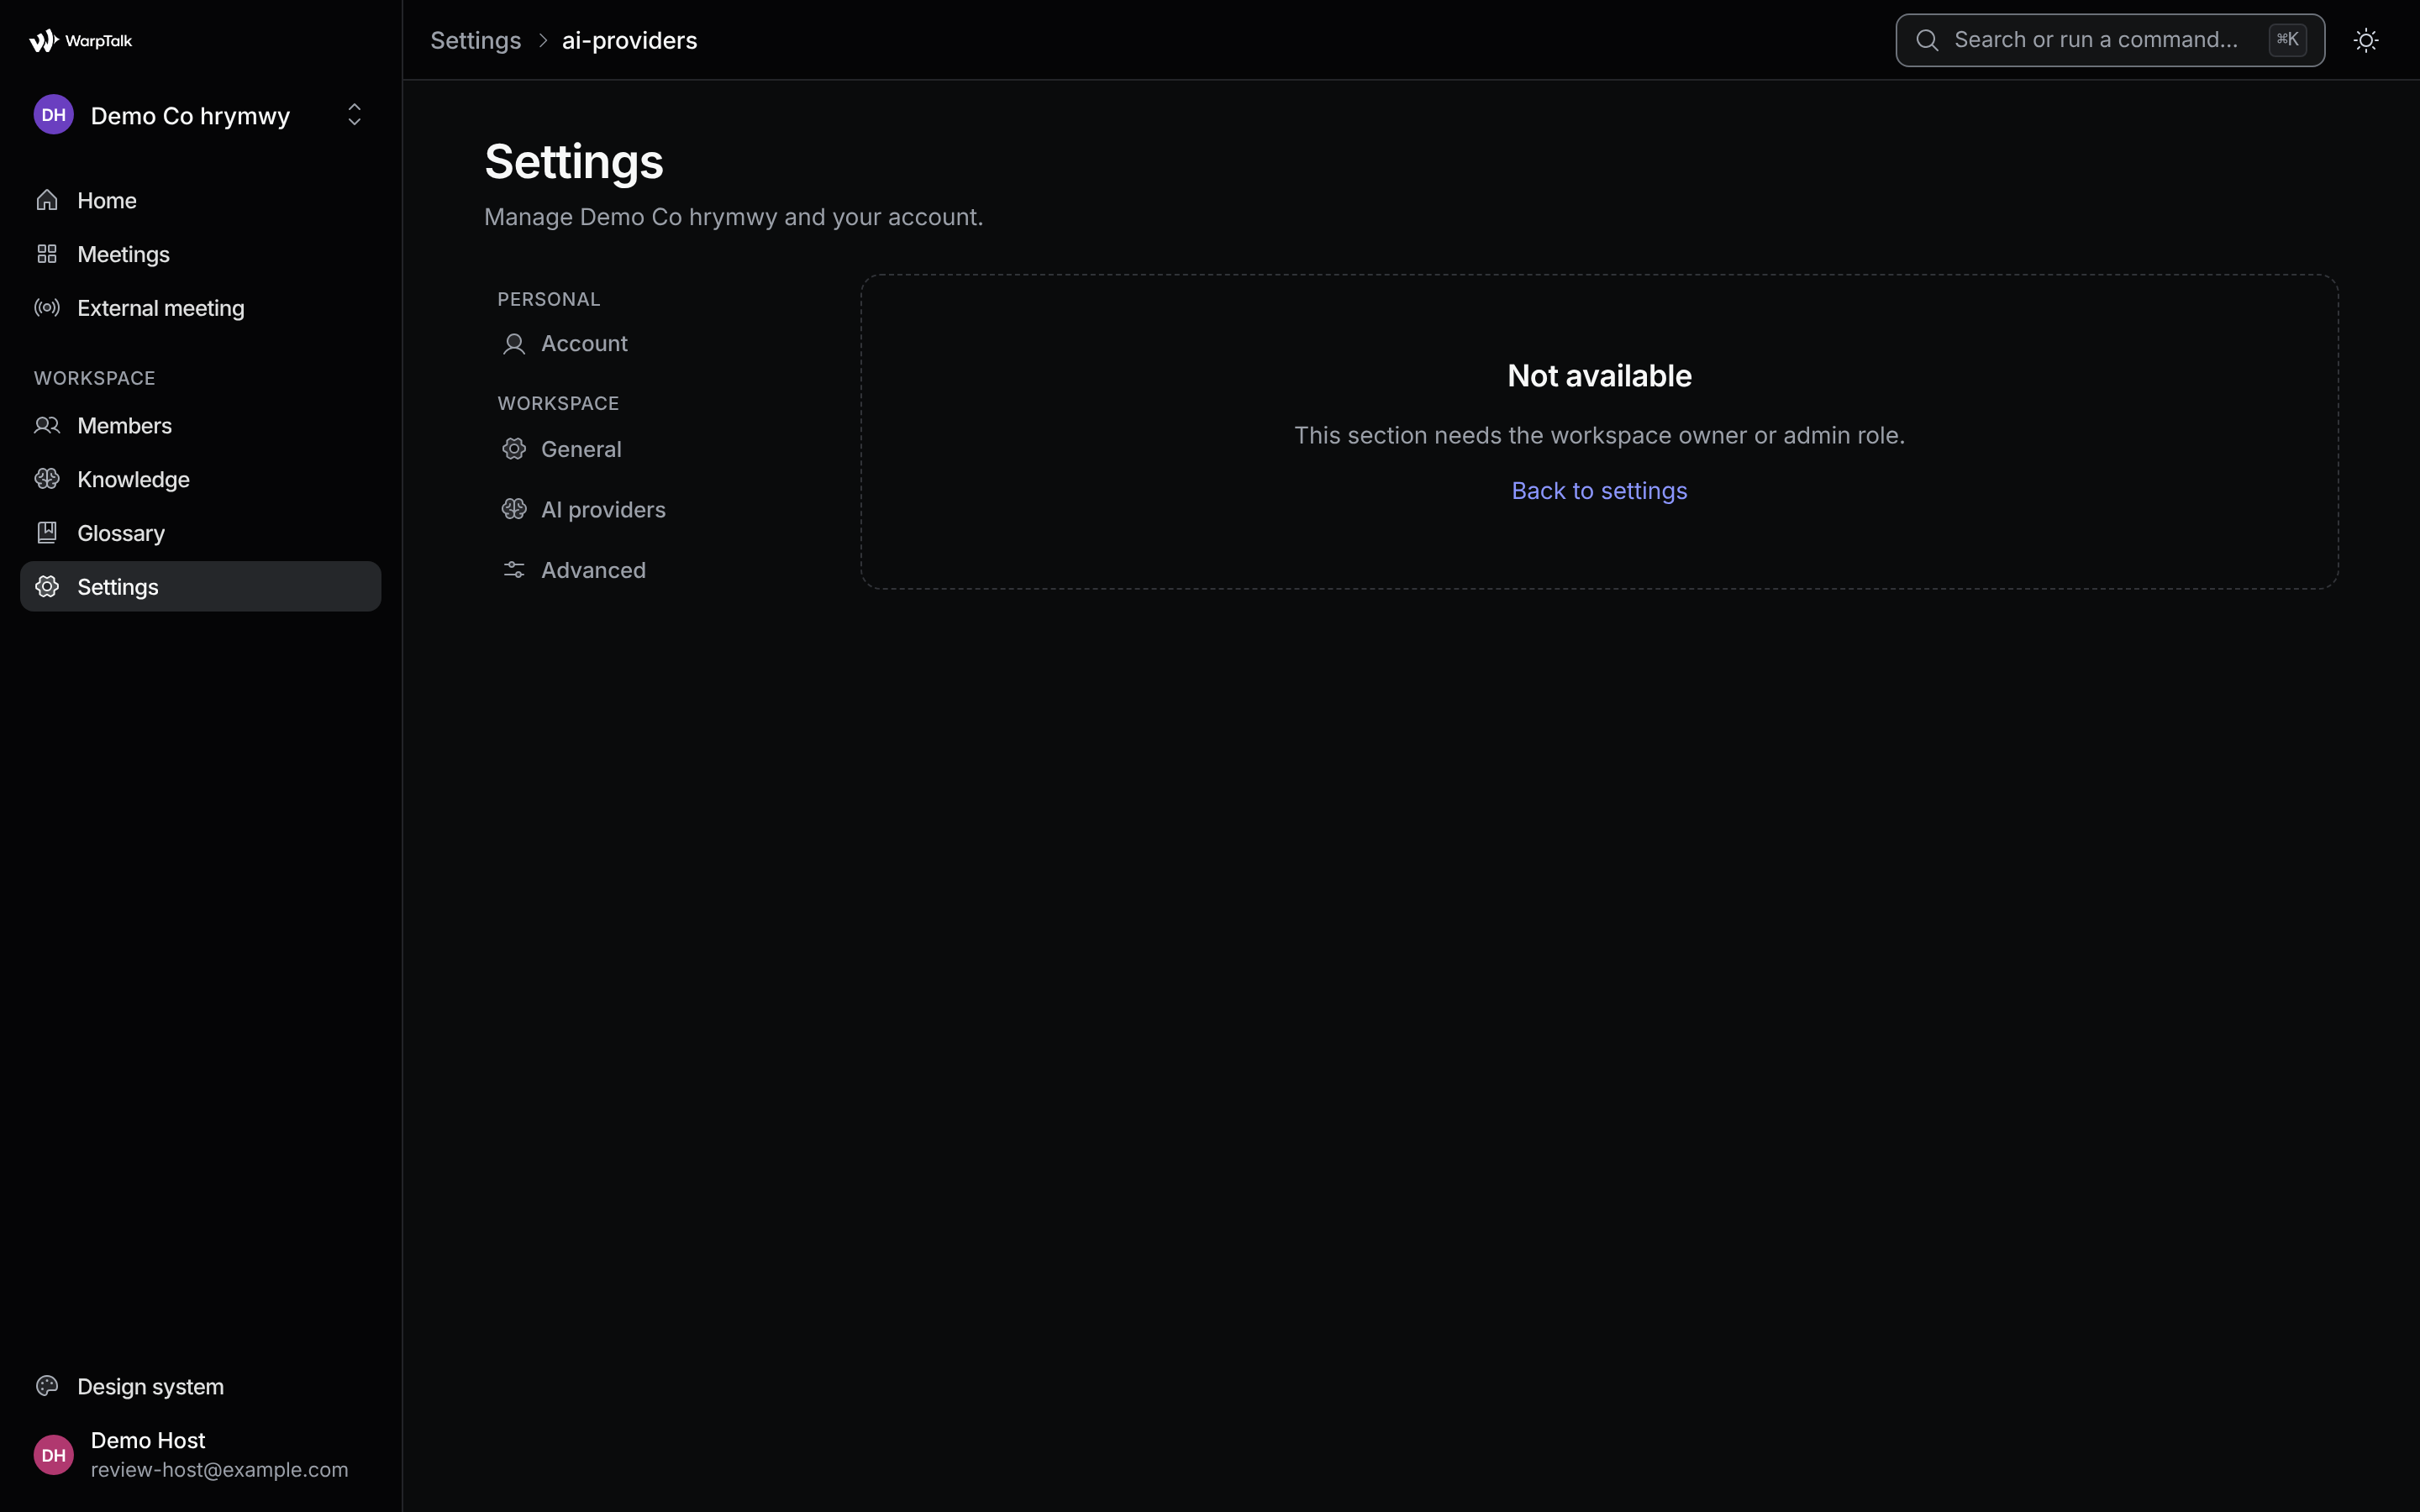 WarpTalk
DH Demo Co hrymwy
Home
Meetings
External meeting
WORKSPACE
Members
Knowledge
Glossary
Settings
Design system
DH
Demo Host
review-host@example.com
Settings > ai-providers
Search or run a command... ⌘K
Settings
Manage Demo Co hrymwy and your account.
PERSONAL
Account
WORKSPACE
General
AI providers
Advanced
Not available
This section needs the workspace owner or admin role.
Back to settings